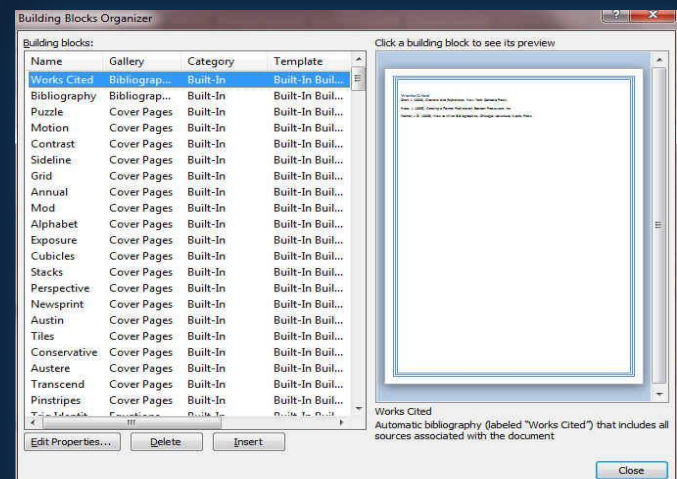 Building Blocks Organizer
Building blocks:
Click a building block to see its preview
Name Gallery Category Template
Works Cited Bibliograp... Built-In Built-In Buil...
Bibliography Bibliograp... Built-In Built-In Buil...
Puzzle Cover Pages Built-In Built-In Buil...
Motion Cover Pages Built-In Built-In Buil...
Contrast Cover Pages Built-In Built-In Buil...
Sideline Cover Pages Built-In Built-In Buil...
Grid Cover Pages Built-In Built-In Buil...
Annual Cover Pages Built-In Built-In Buil...
Mod Cover Pages Built-In Built-In Buil...
Alphabet Cover Pages Built-In Built-In Buil...
Exposure Cover Pages Built-In Built-In Buil...
Cubicles Cover Pages Built-In Built-In Buil...
Stacks Cover Pages Built-In Built-In Buil...
Perspective Cover Pages Built-In Built-In Buil...
Newsprint Cover Pages Built-In Built-In Buil...
Austin Cover Pages Built-In Built-In Buil...
Tiles Cover Pages Built-In Built-In Buil...
Conservative Cover Pages Built-In Built-In Buil...
Austere Cover Pages Built-In Built-In Buil...
Transcend Cover Pages Built-In Built-In Buil...
Pinstripes Cover Pages Built-In Built-In Buil...
Works Cited
Works Cited
Automatic bibliography (labeled "Works Cited") that includes all
sources associated with the document
Edit Properties... Delete Insert
Close